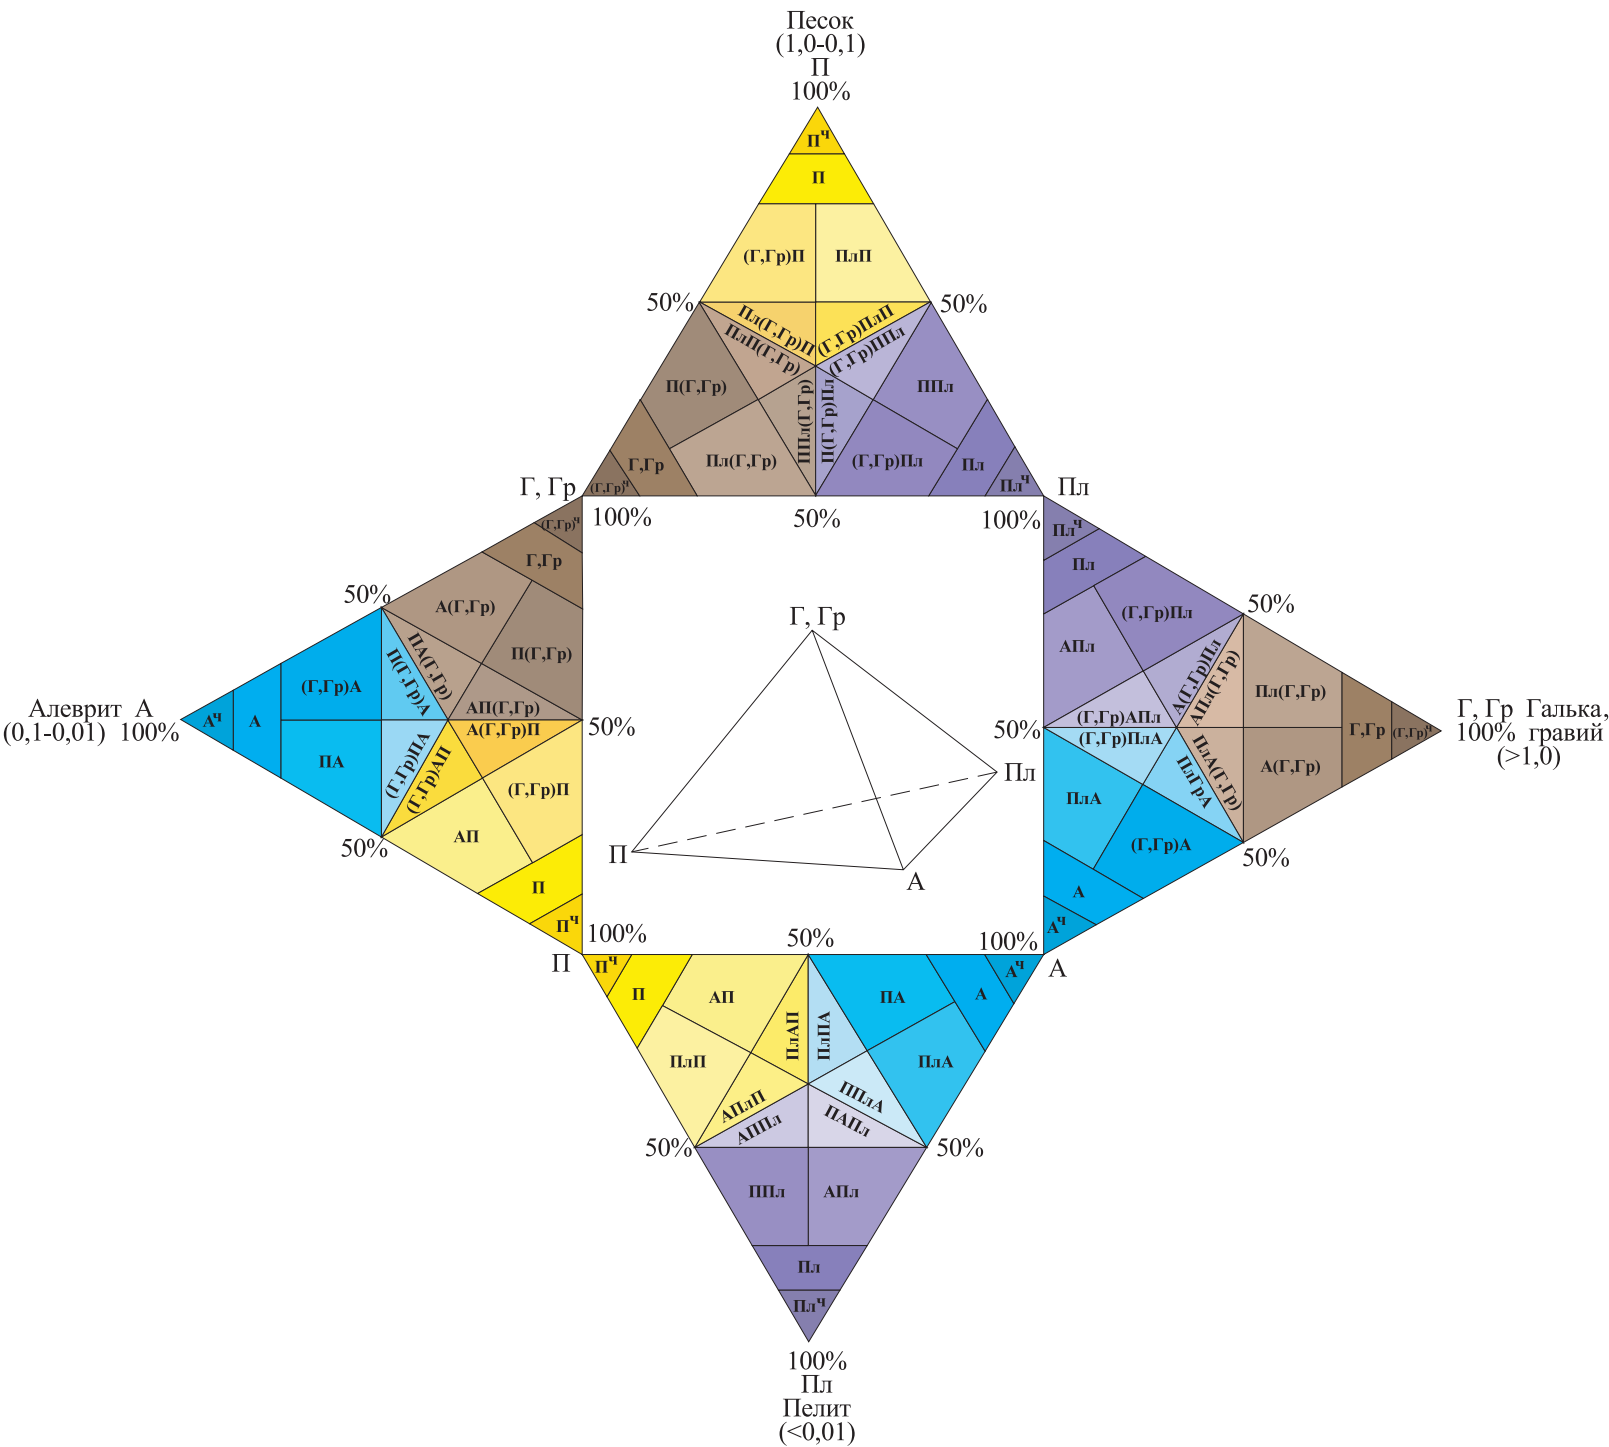 Песок
(1,0-0,1)
П
100%
Пч
П
(Г,Гр)П
ПлП
50%
50%
Пл(Г,Гр)П
(Г,Гр)ПлП
ПлП(Г,Гр)
(Г,Гр)ППл
П(Г,Гр)
ППл
ППл(Г,Гр)
П(Г,Гр)Пл
Г,Гр
Пл(Г,Гр)
(Г,Гр)Пл
Пл
(Г,Гр)ч
Плч
Г, Гр
Пл
100%
50%
100%
(Г,Гр)ч
Г,Гр
50%
А(Г,Гр)
П(Г,Гр)
ПА(Г,Гр)
П(Г,Гр)А
(Г,Гр)А
АП(Г,Гр)
Алеврит А
(0,1-0,01) 100%
Ач
А
50%
А(Г,Гр)П
ПА
(Г,Гр)ПА
(Г,Гр)АП
(Г,Гр)П
АП
50%
П
Пч
100%
П
Г, Гр
Пл
П
А
Плч
Пл
50%
(Г,Гр)Пл
АПл
А(Г,Гр)Пл
АПл(Г,Гр)
Пл(Г,Гр)
(Г,Гр)АПл
50%
(Г,Гр)ПлА
Г,Гр
(Г,Гр)ч
Г, Гр Галька,
100% гравий
(>1,0)
ПлА(Г,Гр)
ПлГрА
А(Г,Гр)
ПлА
(Г,Гр)А
50%
А
Ач
100%
А
50%
Пч
П
АП
ПлАП
ПлПА
ПА
А
Ач
ПлП
ПлА
АПлП
ППлА
АППл
ПАПл
50%
50%
ППл
АПл
Пл
Плч
100%
Пл
Пелит
(<0,01)